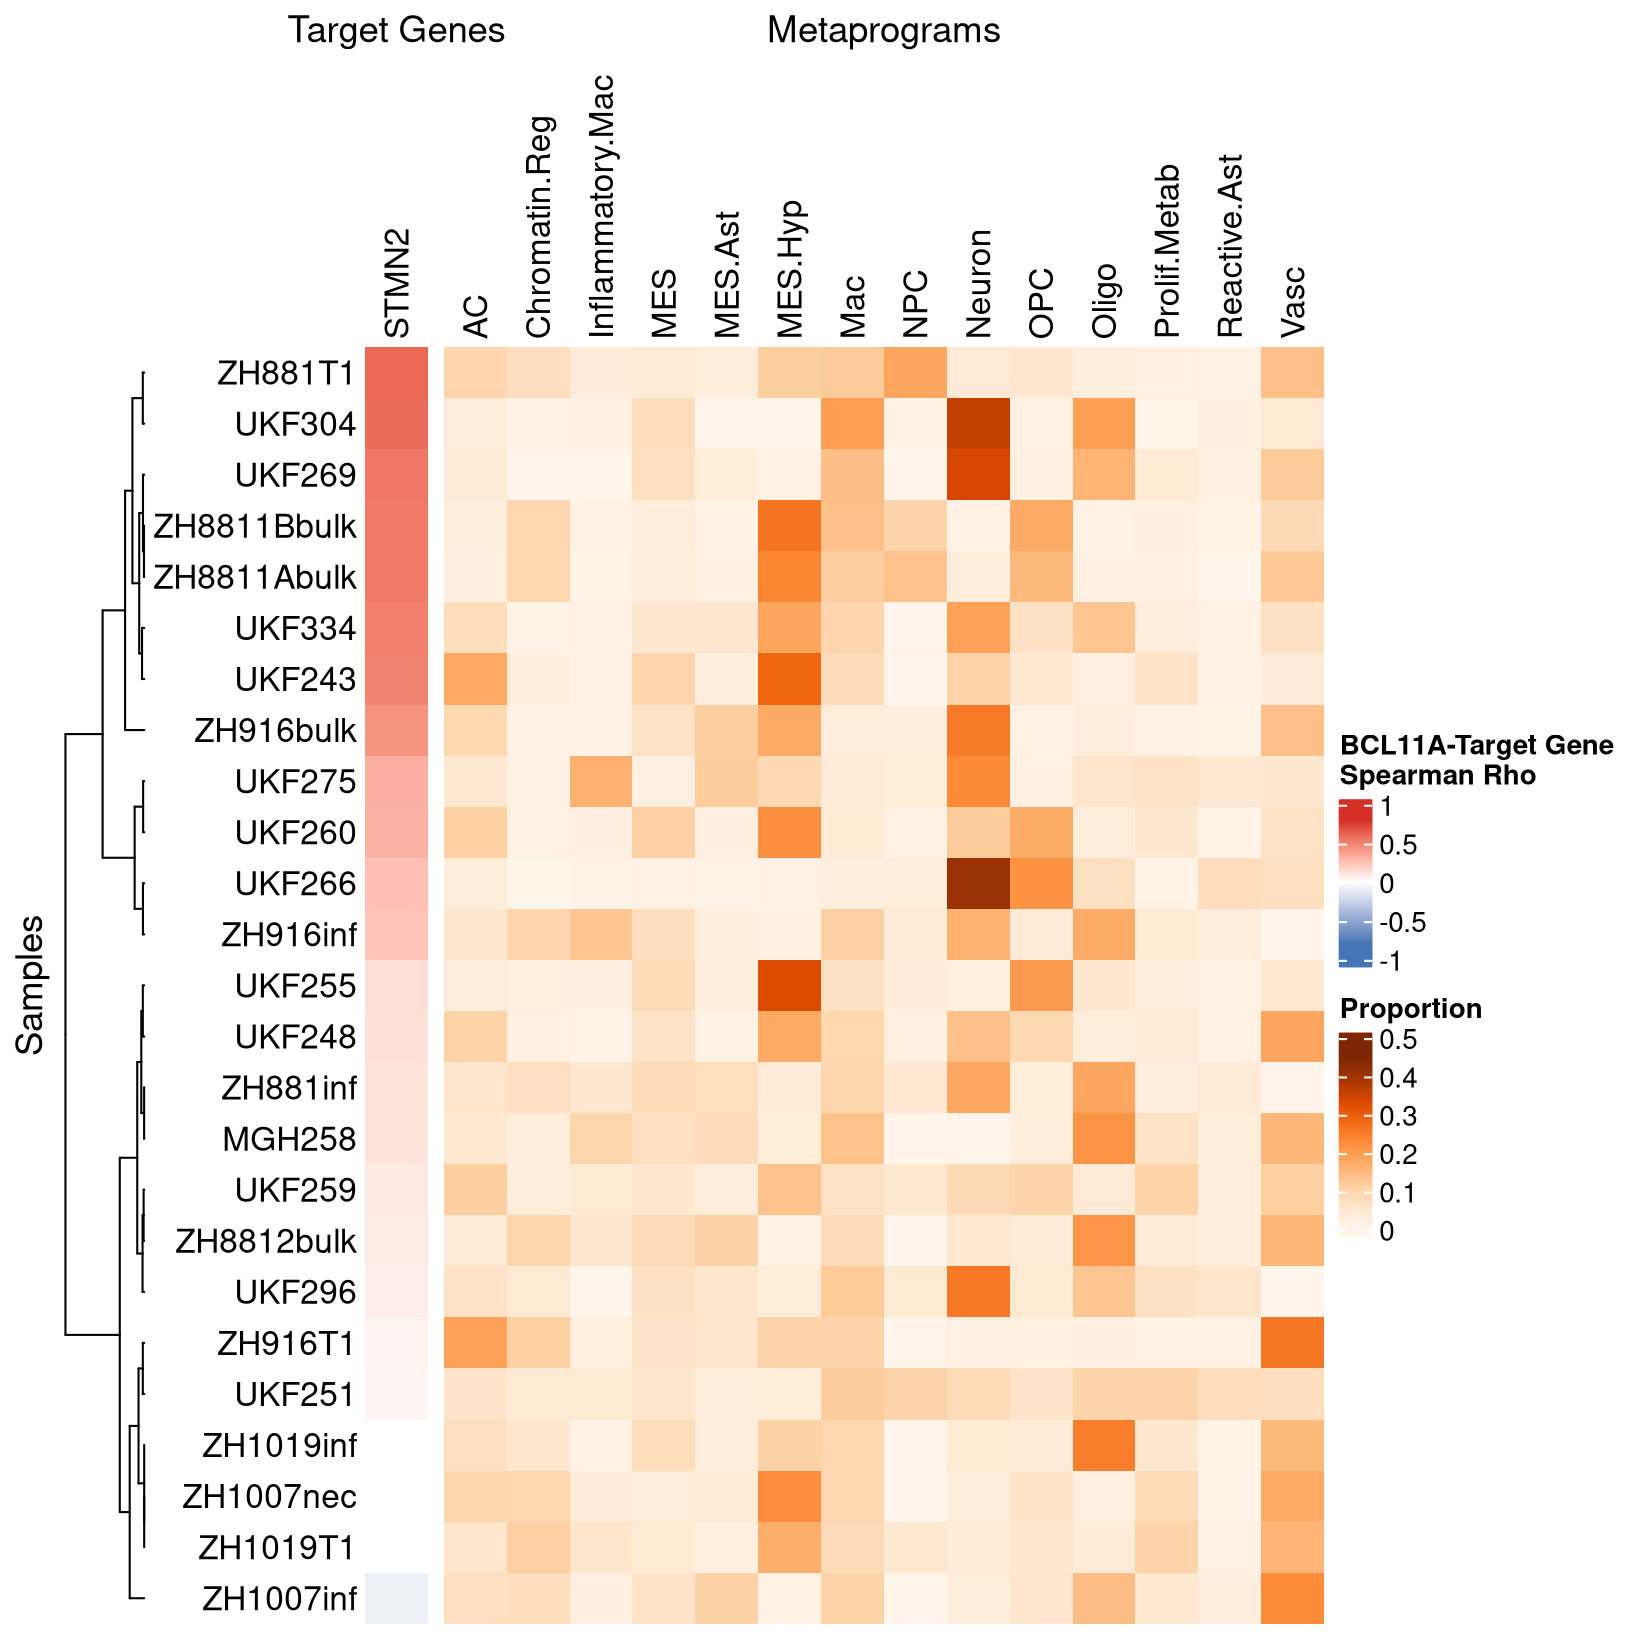 Target Genes
Metaprograms
STMN2
AC
Chromatin.Reg
Inflammatory.Mac
MES
MES.Ast
MES.Hyp
Mac
NPC
Neuron
OPC
Oligo
Prolif.Metab
Reactive.Ast
Vasc
Samples
ZH881T1
UKF304
UKF269
ZH8811Bbulk
ZH8811Abulk
UKF334
UKF243
ZH916bulk
UKF275
UKF260
UKF266
ZH916inf
UKF255
UKF248
ZH881inf
MGH258
UKF259
ZH8812bulk
UKF296
ZH916T1
UKF251
ZH1019inf
ZH1007nec
ZH1019T1
ZH1007inf
BCL11A-Target Gene
Spearman Rho
1
0.5
0
-0.5
-1
Proportion
0.5
0.4
0.3
0.2
0.1
0